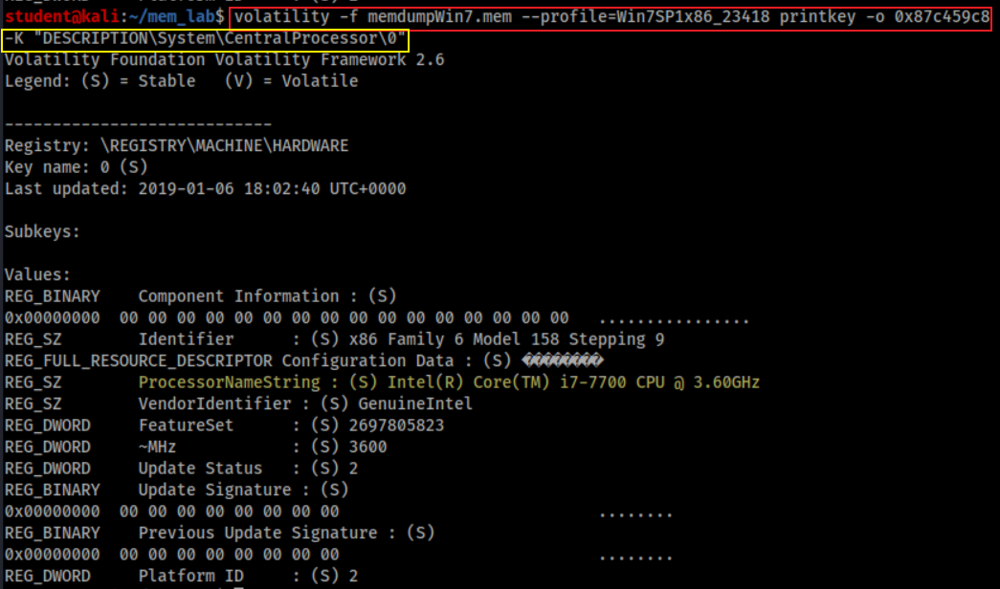 student@kali:~/mem_lab$ volatility -f memdumpWin7.mem --profile=Win7SP1x86_23418 printkey -o 0x87c459c8
-K "DESCRIPTION\System\CentralProcessor\0"
Volatility Foundation Volatility Framework 2.6
Legend: (S) = Stable   (V) = Volatile
----------------------------
Registry: \REGISTRY\MACHINE\HARDWARE
Key name: 0 (S)
Last updated: 2019-01-06 18:02:40 UTC+0000
Subkeys:
Values:
REG_BINARY    Component Information : (S)
0x00000000  00 00 00 00 00 00 00 00 00 00 00 00 00 00 00 00   ................
REG_SZ        Identifier      : (S) x86 Family 6 Model 158 Stepping 9
REG_FULL_RESOURCE_DESCRIPTOR Configuration Data : (S)
REG_SZ        ProcessorNameString : (S) Intel(R) Core(TM) i7-7700 CPU @ 3.60GHz
REG_SZ        VendorIdentifier : (S) GenuineIntel
REG_DWORD     FeatureSet      : (S) 2697805823
REG_DWORD     ~MHz            : (S) 3600
REG_DWORD     Update Status   : (S) 2
REG_BINARY    Update Signature : (S)
0x00000000  00 00 00 00 00 00 00 00                           ........
REG_BINARY    Previous Update Signature : (S)
0x00000000  00 00 00 00 00 00 00 00                           ........
REG_DWORD     Platform ID     : (S) 2